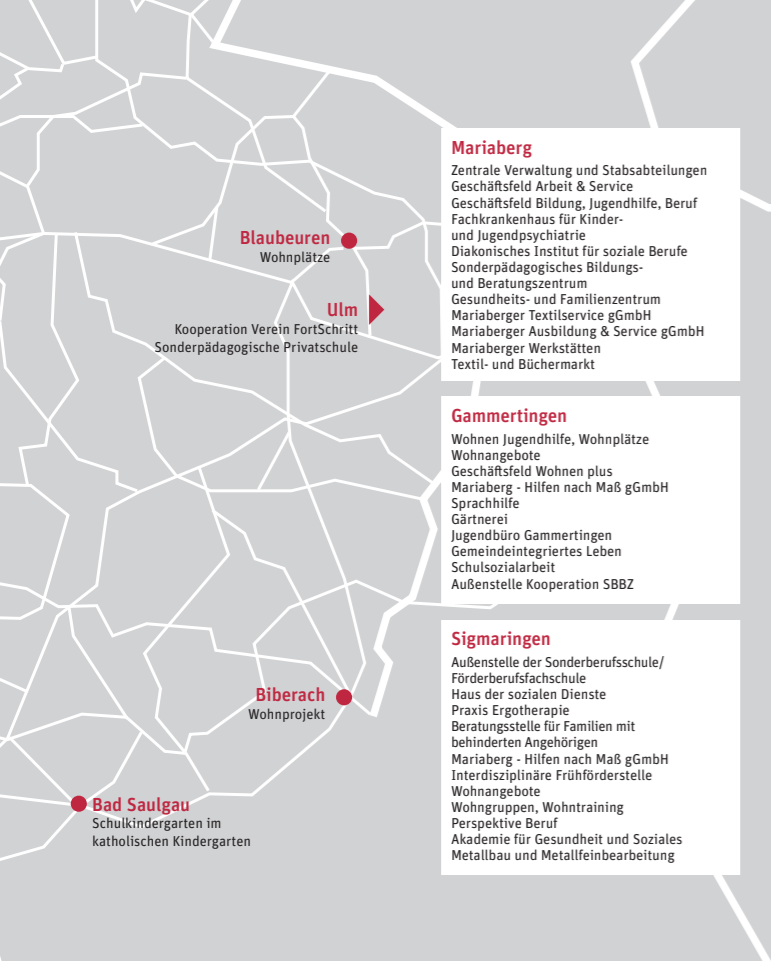 Blaubeuren
Wohnplätze
Ulm
Kooperation Verein FortSchritt
Sonderpädagogische Privatschule
Biberach
Wohnprojekt
Bad Saulgau
Schulkindergarten im
katholischen Kindergarten
Mariaberg
Zentrale Verwaltung und Stabsabteilungen
Geschäftsfeld Arbeit & Service
Geschäftsfeld Bildung, Jugendhilfe, Beruf
Fachkrankenhaus für Kinder-
und Jugendpsychiatrie
Diakonisches Institut für soziale Berufe
Sonderpädagogisches Bildungs-
und Beratungszentrum
Gesundheits- und Familienzentrum
Mariaberger Textilservice gGmbH
Mariaberger Ausbildung & Service gGmbH
Mariaberger Werkstätten
Textil- und Büchermarkt
Gammertingen
Wohnen Jugendhilfe, Wohnplätze
Wohnangebote
Geschäftsfeld Wohnen plus
Mariaberg - Hilfen nach Maß gGmbH
Sprachhilfe
Gärtnerei
Jugendbüro Gammertingen
Gemeindeintegriertes Leben
Schulsozialarbeit
Außenstelle Kooperation SBBZ
Sigmaringen
Außenstelle der Sonderberufsschule/
Förderberufsfachschule
Haus der sozialen Dienste
Praxis Ergotherapie
Beratungsstelle für Familien mit
behinderten Angehörigen
Mariaberg - Hilfen nach Maß gGmbH
Interdisziplinäre Frühförderstelle
Wohnangebote
Wohngruppen, Wohntraining
Perspektive Beruf
Akademie für Gesundheit und Soziales
Metallbau und Metallfeinbearbeitung